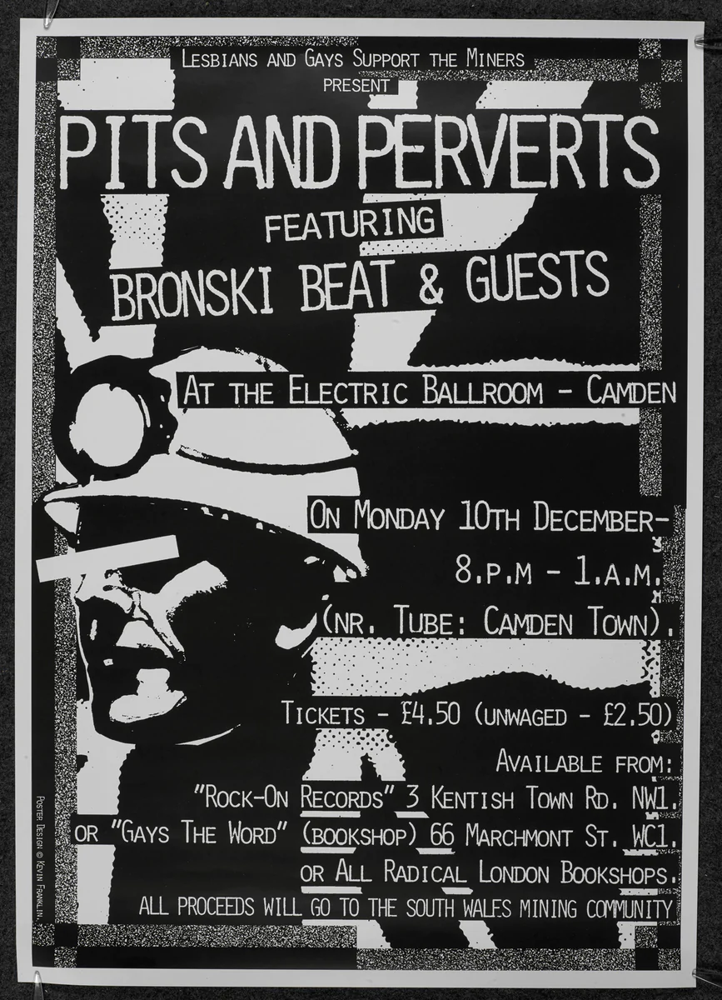 Lesbians and Gays Support the Miners
present
PITS AND PERVERTS
FEATURING
BRONSKI BEAT & GUESTS
At the Electric Ballroom – Camden
On Monday 10th December–
8.p.m – 1.a.m.
(nr. Tube: Camden Town).
Tickets – £4.50 (unwaged – £2.50)
Available from:
"Rock-On Records" 3 Kentish Town Rd. NW1.
or "Gays The Word" (bookshop) 66 Marchmont St. WC1.
or All Radical London Bookshops.
ALL PROCEEDS WILL GO TO THE SOUTH WALES MINING COMMUNITY
Poster Design © Kevin Franklin.